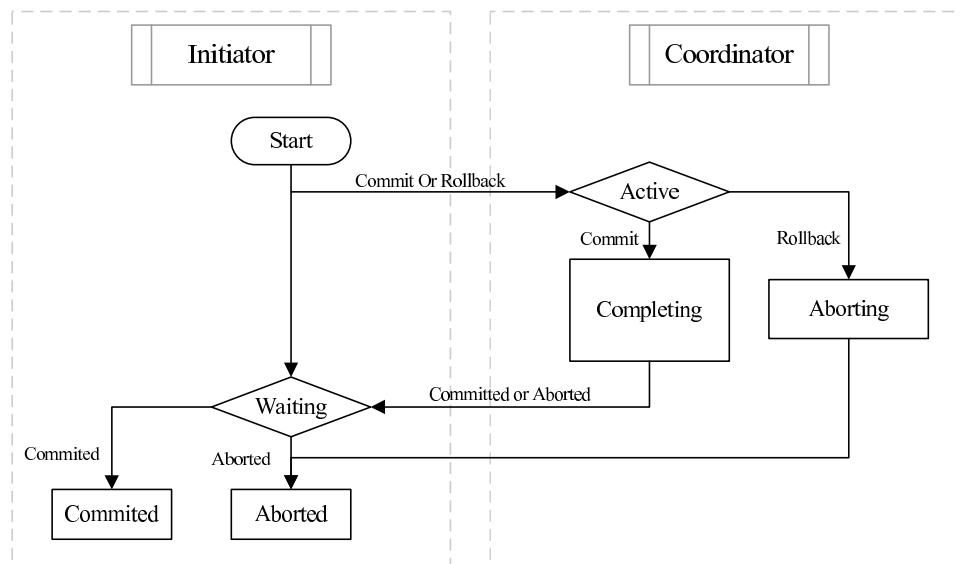 Initiator
Coordinator
Start
Commit Or Rollback
Active
Commit
Rollback
Completing
Aborting
Committed or Aborted
Waiting
Commited
Aborted
Commited
Aborted